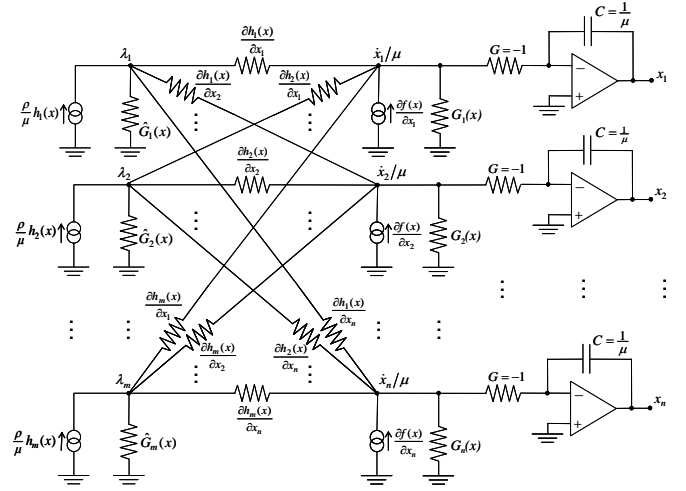 C = 1/μ
λ₁
∂h₁(x)/∂x₁
ẋ₁/μ
G = −1
−
+
x₁
∂h₁(x)/∂x₂
∂h₂(x)/∂x₁
ρ/μ h₁(x)
Ĝ₁(x)
∂f(x)/∂x₁
G₁(x)
C = 1/μ
λ₂
∂h₂(x)/∂x₂
ẋ₂/μ
G = −1
−
+
x₂
ρ/μ h₂(x)
Ĝ₂(x)
∂f(x)/∂x₂
G₂(x)
∂hₘ(x)/∂x₁
∂h₁(x)/∂xₙ
∂hₘ(x)/∂x₂
∂h₂(x)/∂xₙ
C = 1/μ
λₘ
∂hₘ(x)/∂xₙ
ẋₙ/μ
G = −1
−
+
xₙ
ρ/μ hₘ(x)
Ĝₘ(x)
∂f(x)/∂xₙ
Gₙ(x)